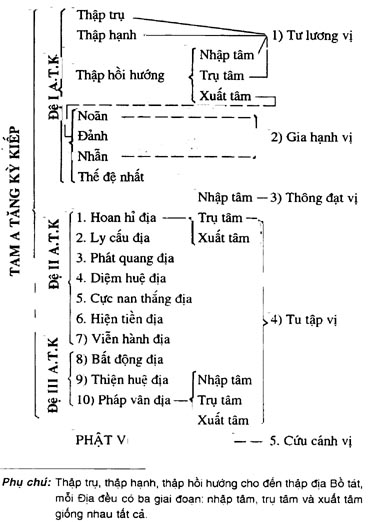 TAM A TĂNG KỲ KIẾP
Đệ I A.T.K
Thập trụ
Thập hạnh
1) Tư lương vị
Nhập tâm
Thập hồi hướng
Trụ tâm
Xuất tâm
Noãn
Đảnh
2) Gia hạnh vị
Nhẫn
Thế đệ nhất
Đệ II A.T.K
Nhập tâm
3) Thông đạt vị
1. Hoan hỉ địa
Trụ tâm
2. Ly cấu địa
Xuất tâm
3. Phát quang địa
4. Diệm huệ địa
5. Cực nan thắng địa
6. Hiện tiền địa
4) Tu tập vị
7) Viễn hành địa
Đệ III A.T.K
8) Bất động địa
9) Thiện huệ địa
Nhập tâm
10) Pháp vân địa
Trụ tâm
Xuất tâm
PHẬT V
5. Cứu cánh vị
Phụ chú: Thập trụ, thập hạnh, thập hồi hướng cho đến thập địa Bồ tát,
mỗi Địa đều có ba giai đoạn: nhập tâm, trụ tâm và xuất tâm
giống nhau tất cả.